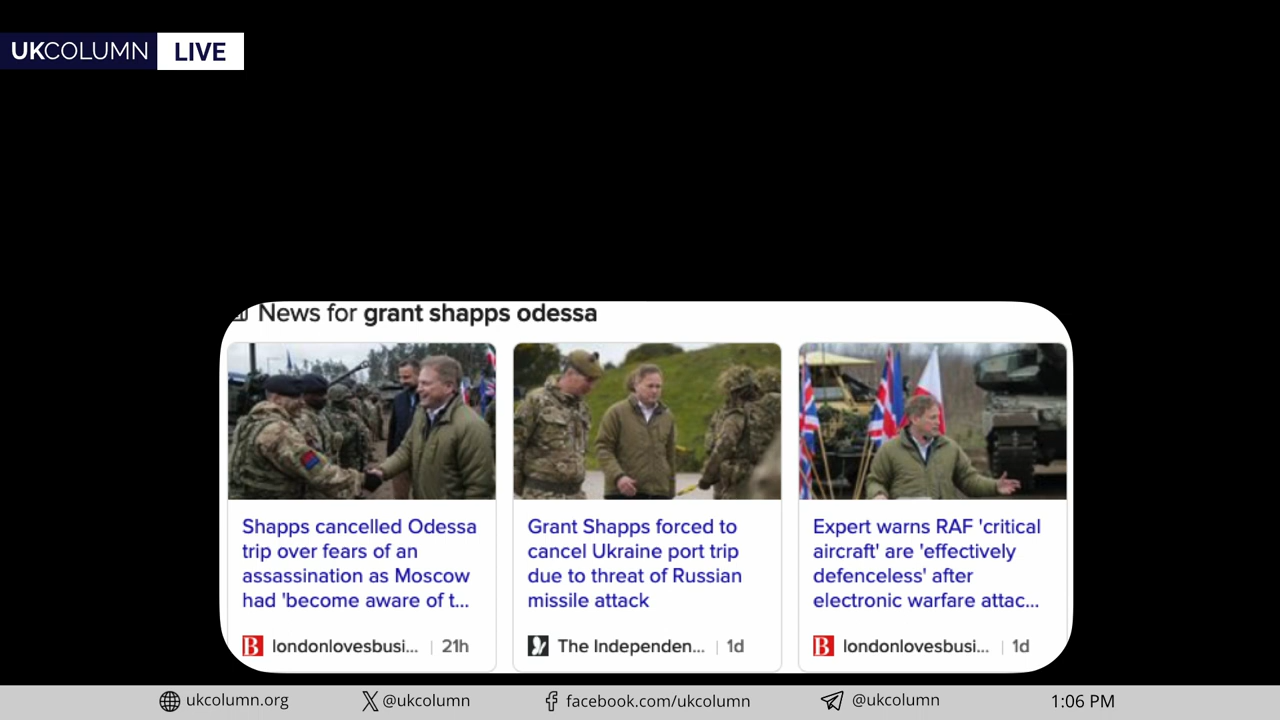 UKCOLUMN LIVE
News for grant shapps odessa
Shapps cancelled Odessa
trip over fears of an
assassination as Moscow
had 'become aware of t...
londonlovesbusi... | 21h
Grant Shapps forced to
cancel Ukraine port trip
due to threat of Russian
missile attack
The Independen... | 1d
Expert warns RAF 'critical
aircraft' are 'effectively
defenceless' after
electronic warfare attac...
londonlovesbusi... | 1d
ukcolumn.org @ukcolumn facebook.com/ukcolumn @ukcolumn 1:06 PM